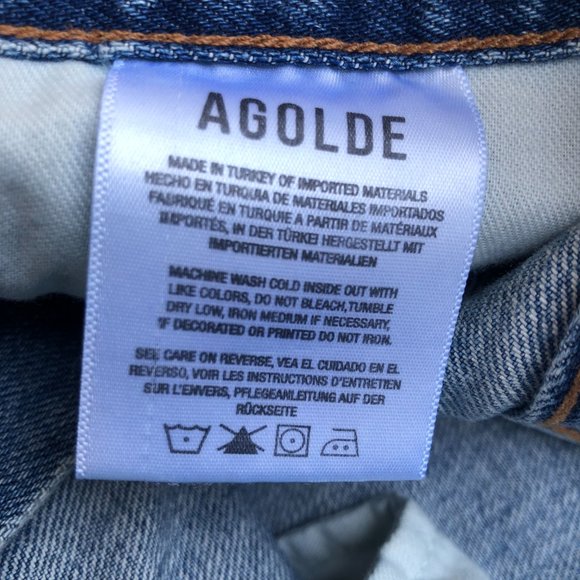 AGOLDE
MADE IN TURKEY OF IMPORTED MATERIALS
HECHO EN TURQUIA DE MATERIALES IMPORTADOS
FABRIQUÉ EN TURQUIE A PARTIR DE MATÉRIAUX
IMPORTÉS, IN DER TÜRKEI HERGESTELLT MIT
IMPORTIERTEN MATERIALIEN
MACHINE WASH COLD INSIDE OUT WITH
LIKE COLORS, DO NOT BLEACH,TUMBLE
DRY LOW, IRON MEDIUM IF NECESSARY,
*IF DECORATED OR PRINTED DO NOT IRON.
SEE CARE ON REVERSE, VEA EL CUIDADO EN EL
REVERSO, VOIR LES INSTRUCTIONS D'ENTRETIEN
SUR L'ENVERS, PFLEGEANLEITUNG AUF DER
RÜCKSEITE